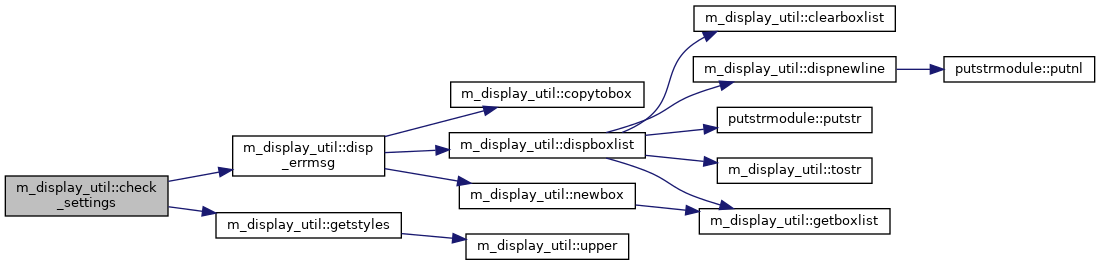 m_display_util::check
_settings
m_display_util::disp
_errmsg
m_display_util::getstyles
m_display_util::copytobox
m_display_util::dispboxlist
m_display_util::newbox
m_display_util::upper
m_display_util::clearboxlist
m_display_util::dispnewline
putstrmodule::putstr
m_display_util::tostr
m_display_util::getboxlist
putstrmodule::putnl